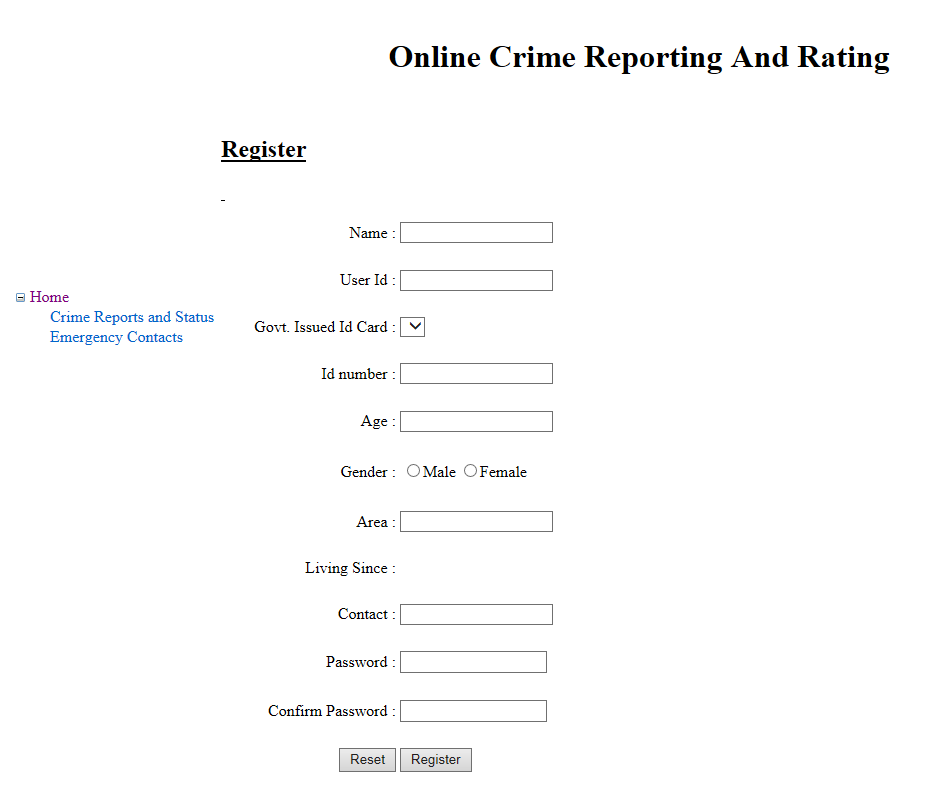 Online Crime Reporting And Rating
Register
-
Name :
User Id :
Home
Crime Reports and Status
Emergency Contacts
Govt. Issued Id Card :
Id number :
Age :
Gender : Male Female
Area :
Living Since :
Contact :
Password :
Confirm Password :
Reset Register